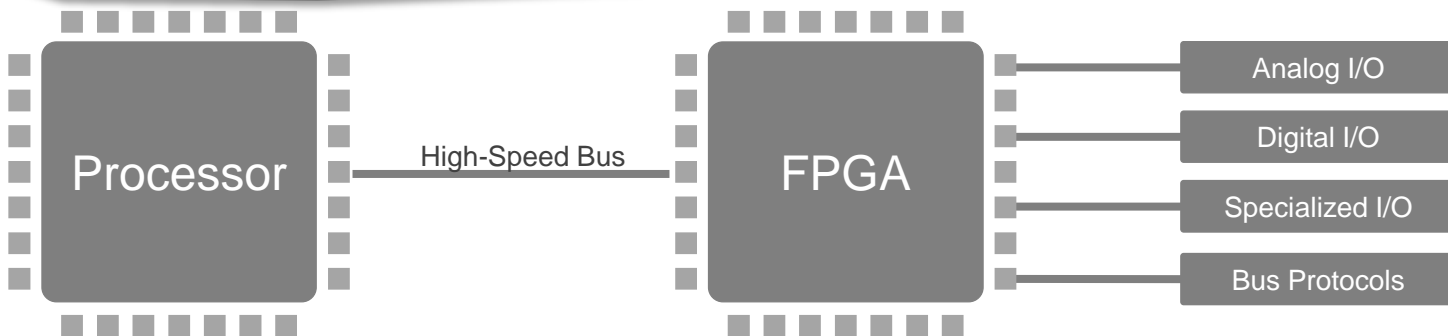 Processor
High-Speed Bus
FPGA
Analog I/O
Digital I/O
Specialized I/O
Bus Protocols